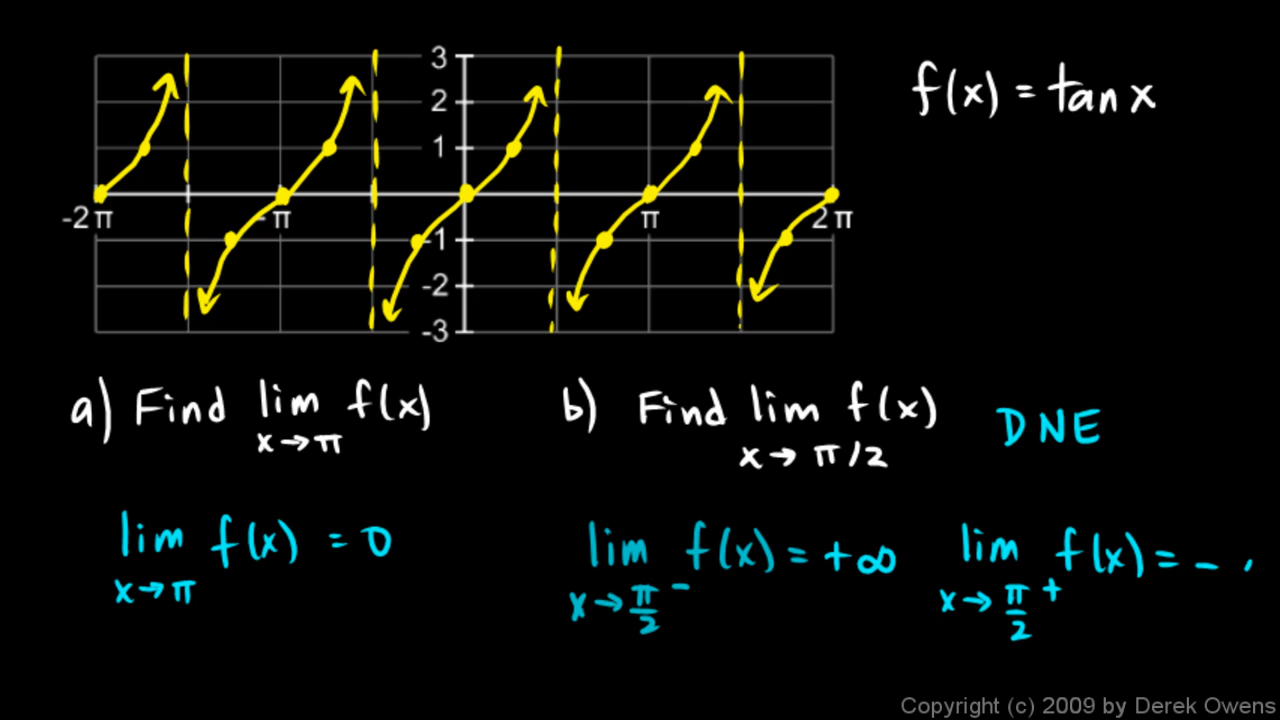 f(x) = tan x
3
2
1
-2π -π π 2π
-1
-2
-3
a) Find lim f(x)
x→π
b) Find lim f(x) DNE
x→π/2
lim f(x) = 0
x→π
lim f(x) = +∞
x→π/2 −
lim f(x) = −
x→π/2 +
Copyright (c) 2009 by Derek Owens